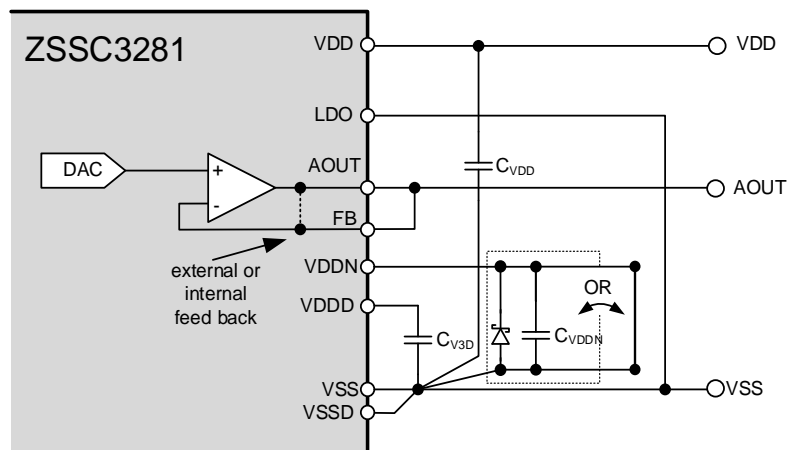 ZSSC3281
VDD
VDD
LDO
DAC
+
-
AOUT
CVDD
AOUT
FB
external or
internal
feed back
VDDN
OR
VDDD
CV3D
CVDDN
VSS
VSS
VSSD